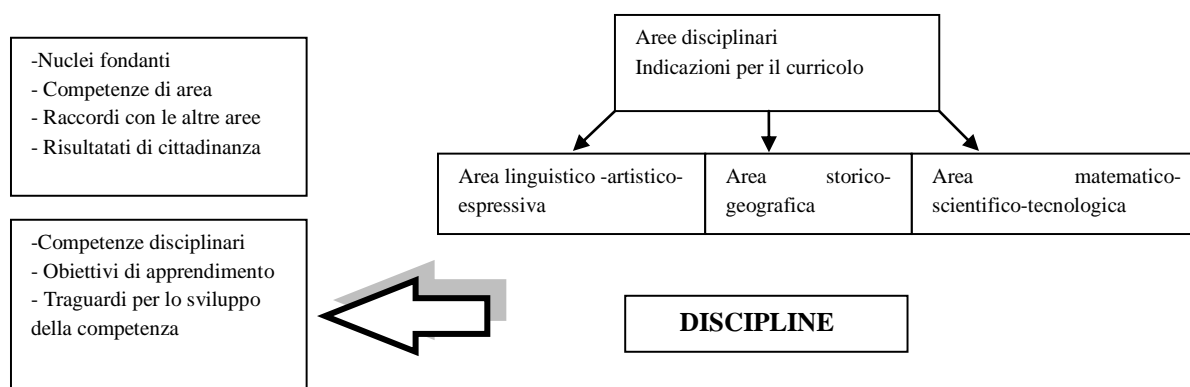 -Nuclei fondanti
- Competenze di area
- Raccordi con le altre aree
- Risultatati di cittadinanza
Aree disciplinari
Indicazioni per il curricolo
Area linguistico -artistico-
espressiva
Area storico-
geografica
Area matematico-
scientifico-tecnologica
-Competenze disciplinari
- Obiettivi di apprendimento
- Traguardi per lo sviluppo
della competenza
DISCIPLINE